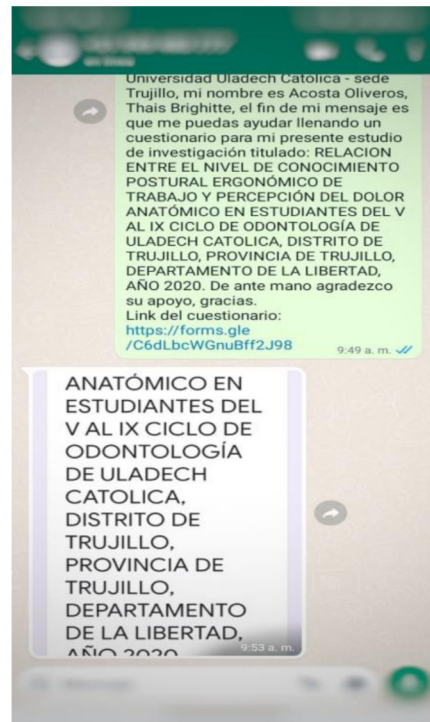 Universidad Uladech Católica - sede
Trujillo, mi nombre es Acosta Oliveros,
Thais Brighitte, el fin de mi mensaje es
que me puedas ayudar llenando un
cuestionario para mi presente estudio
de investigación titulado: RELACION
ENTRE EL NIVEL DE CONOCIMIENTO
POSTURAL ERGONÓMICO DE
TRABAJO Y PERCEPCIÓN DEL DOLOR
ANATÓMICO EN ESTUDIANTES DEL V
AL IX CICLO DE ODONTOLOGÍA DE
ULADECH CATOLICA, DISTRITO DE
TRUJILLO, PROVINCIA DE TRUJILLO,
DEPARTAMENTO DE LA LIBERTAD,
AÑO 2020. De ante mano agradezco
su apoyo, gracias.
Link del cuestionario:
https://forms.gle
/C6dLbcWGnuBff2J98
9:49 a. m.
ANATÓMICO EN
ESTUDIANTES DEL
V AL IX CICLO DE
ODONTOLOGÍA
DE ULADECH
CATOLICA,
DISTRITO DE
TRUJILLO,
PROVINCIA DE
TRUJILLO,
DEPARTAMENTO
DE LA LIBERTAD,
AÑO 2020
9:53 a. m.